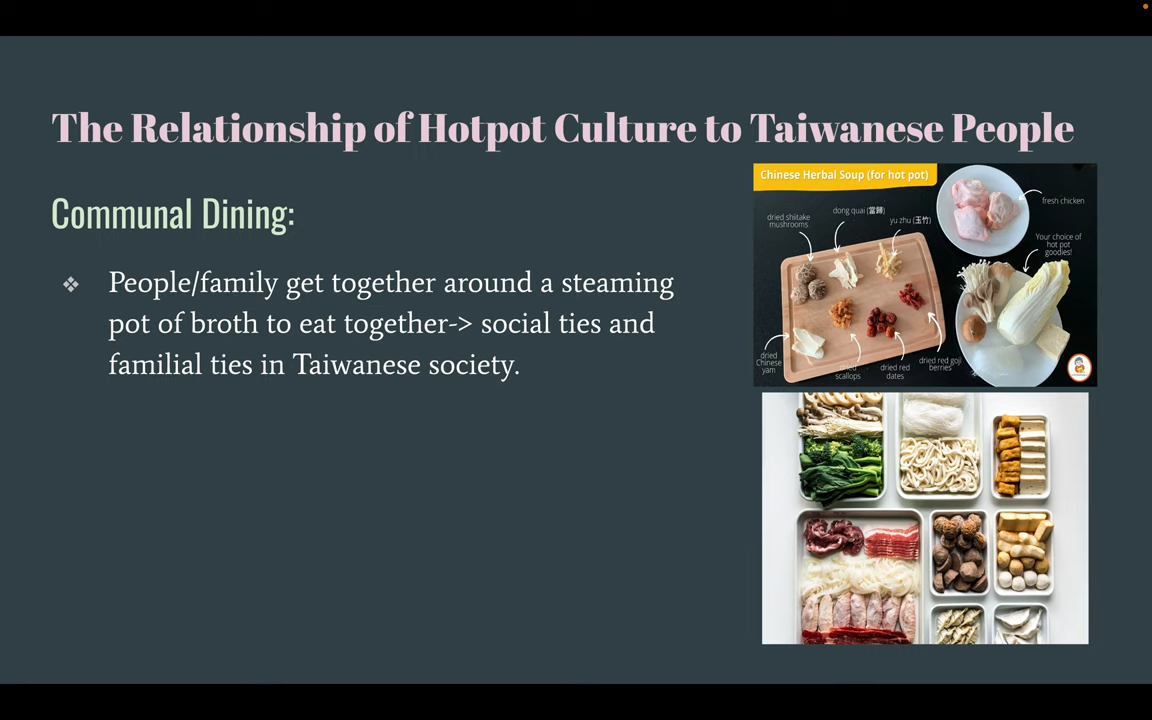 The Relationship of Hotpot Culture to Taiwanese People
Communal Dining:
❖ People/family get together around a steaming
pot of broth to eat together-> social ties and
familial ties in Taiwanese society.
Chinese Herbal Soup (for hot pot)
dried shiitake
mushrooms
dong quai (當歸)
yu zhu (玉竹)
fresh chicken
Your choice of
hot pot
goodies!
dried
Chinese
yam
scallops
dried red
dates
dried red goji
berries